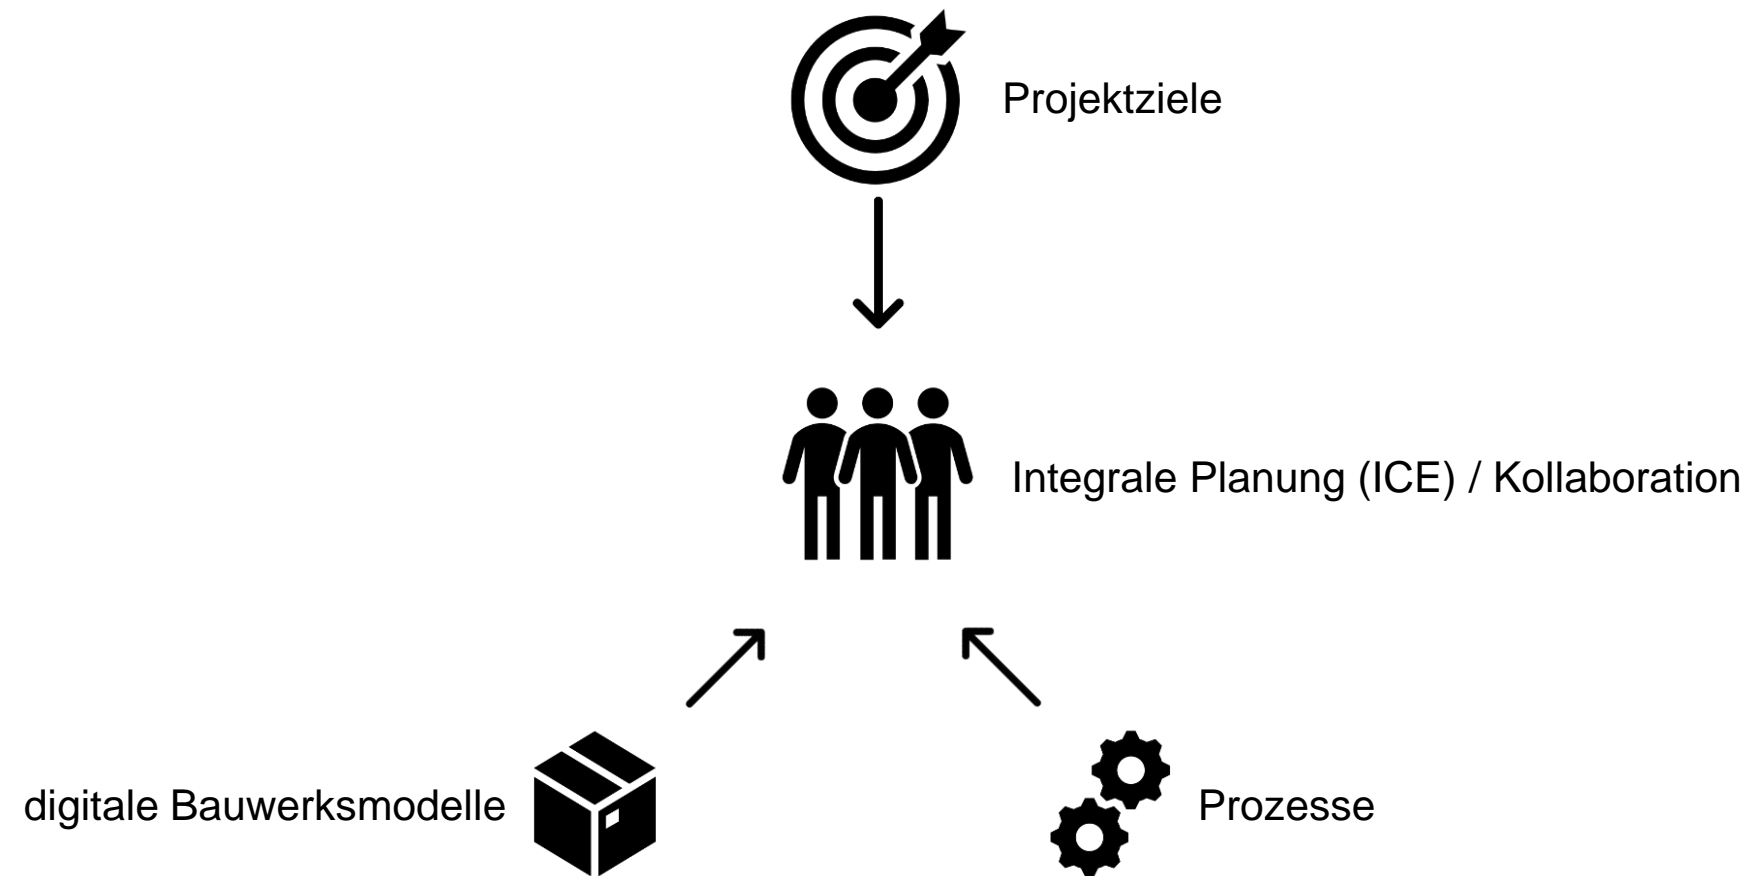 Projektziele
Integrale Planung (ICE) / Kollaboration
digitale Bauwerksmodelle
Prozesse